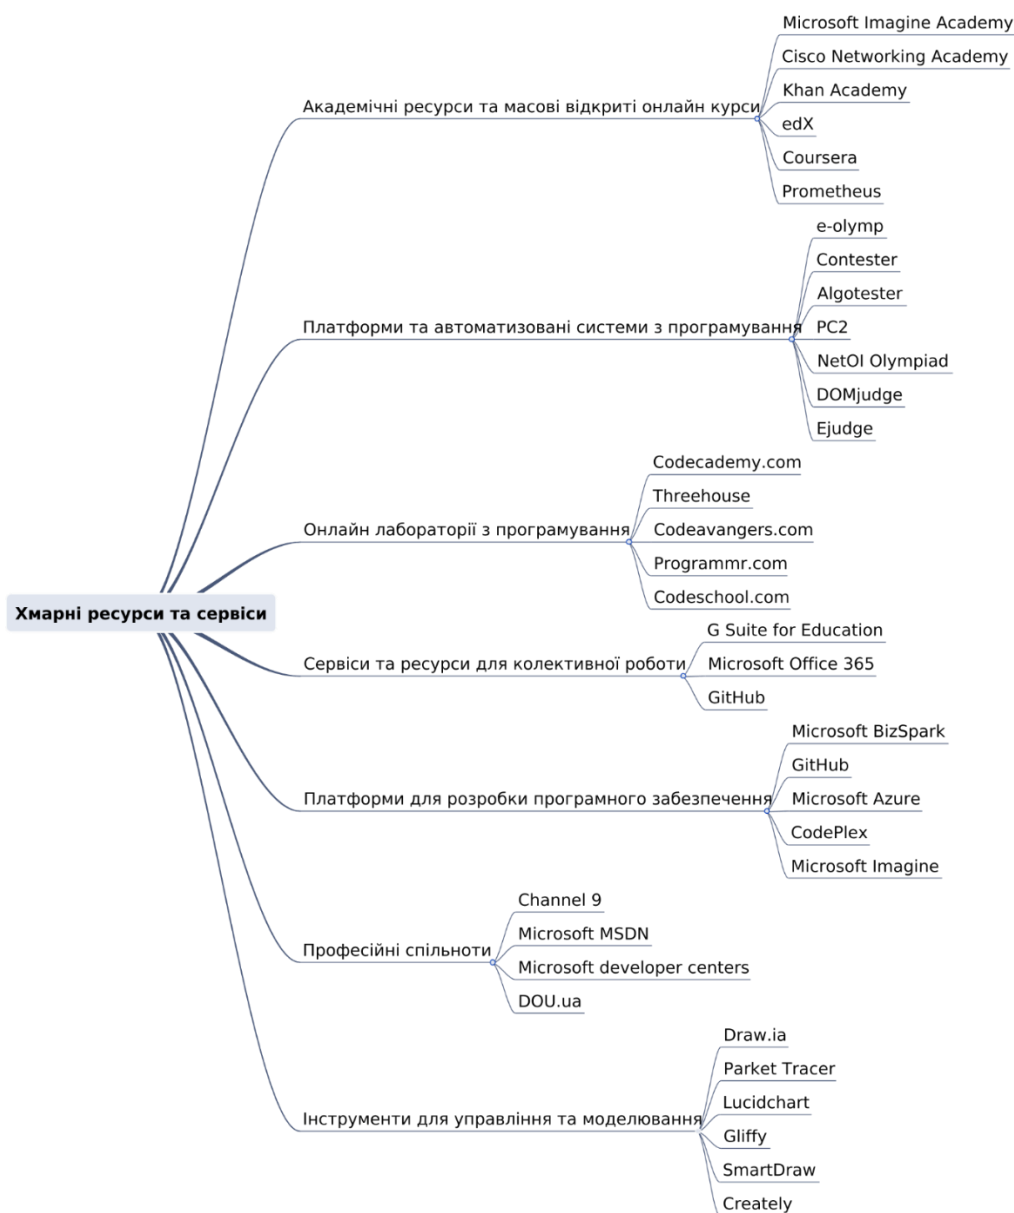 Хмарні ресурси та сервіси
Академічні ресурси та масові відкриті онлайн курси
Microsoft Imagine Academy
Cisco Networking Academy
Khan Academy
edX
Coursera
Prometheus
Платформи та автоматизовані системи з програмування
e-olymp
Contester
Algotester
PC2
NetOI Olympiad
DOMjudge
Ejudge
Онлайн лабораторії з програмування
Codecademy.com
Threehouse
Codeavangers.com
Programmr.com
Codeschool.com
Сервіси та ресурси для колективної роботи
G Suite for Education
Microsoft Office 365
GitHub
Платформи для розробки програмного забезпечення
Microsoft BizSpark
GitHub
Microsoft Azure
CodePlex
Microsoft Imagine
Професійні спільноти
Channel 9
Microsoft MSDN
Microsoft developer centers
DOU.ua
Інструменти для управління та моделювання
Draw.ia
Parket Tracer
Lucidchart
Gliffy
SmartDraw
Creately